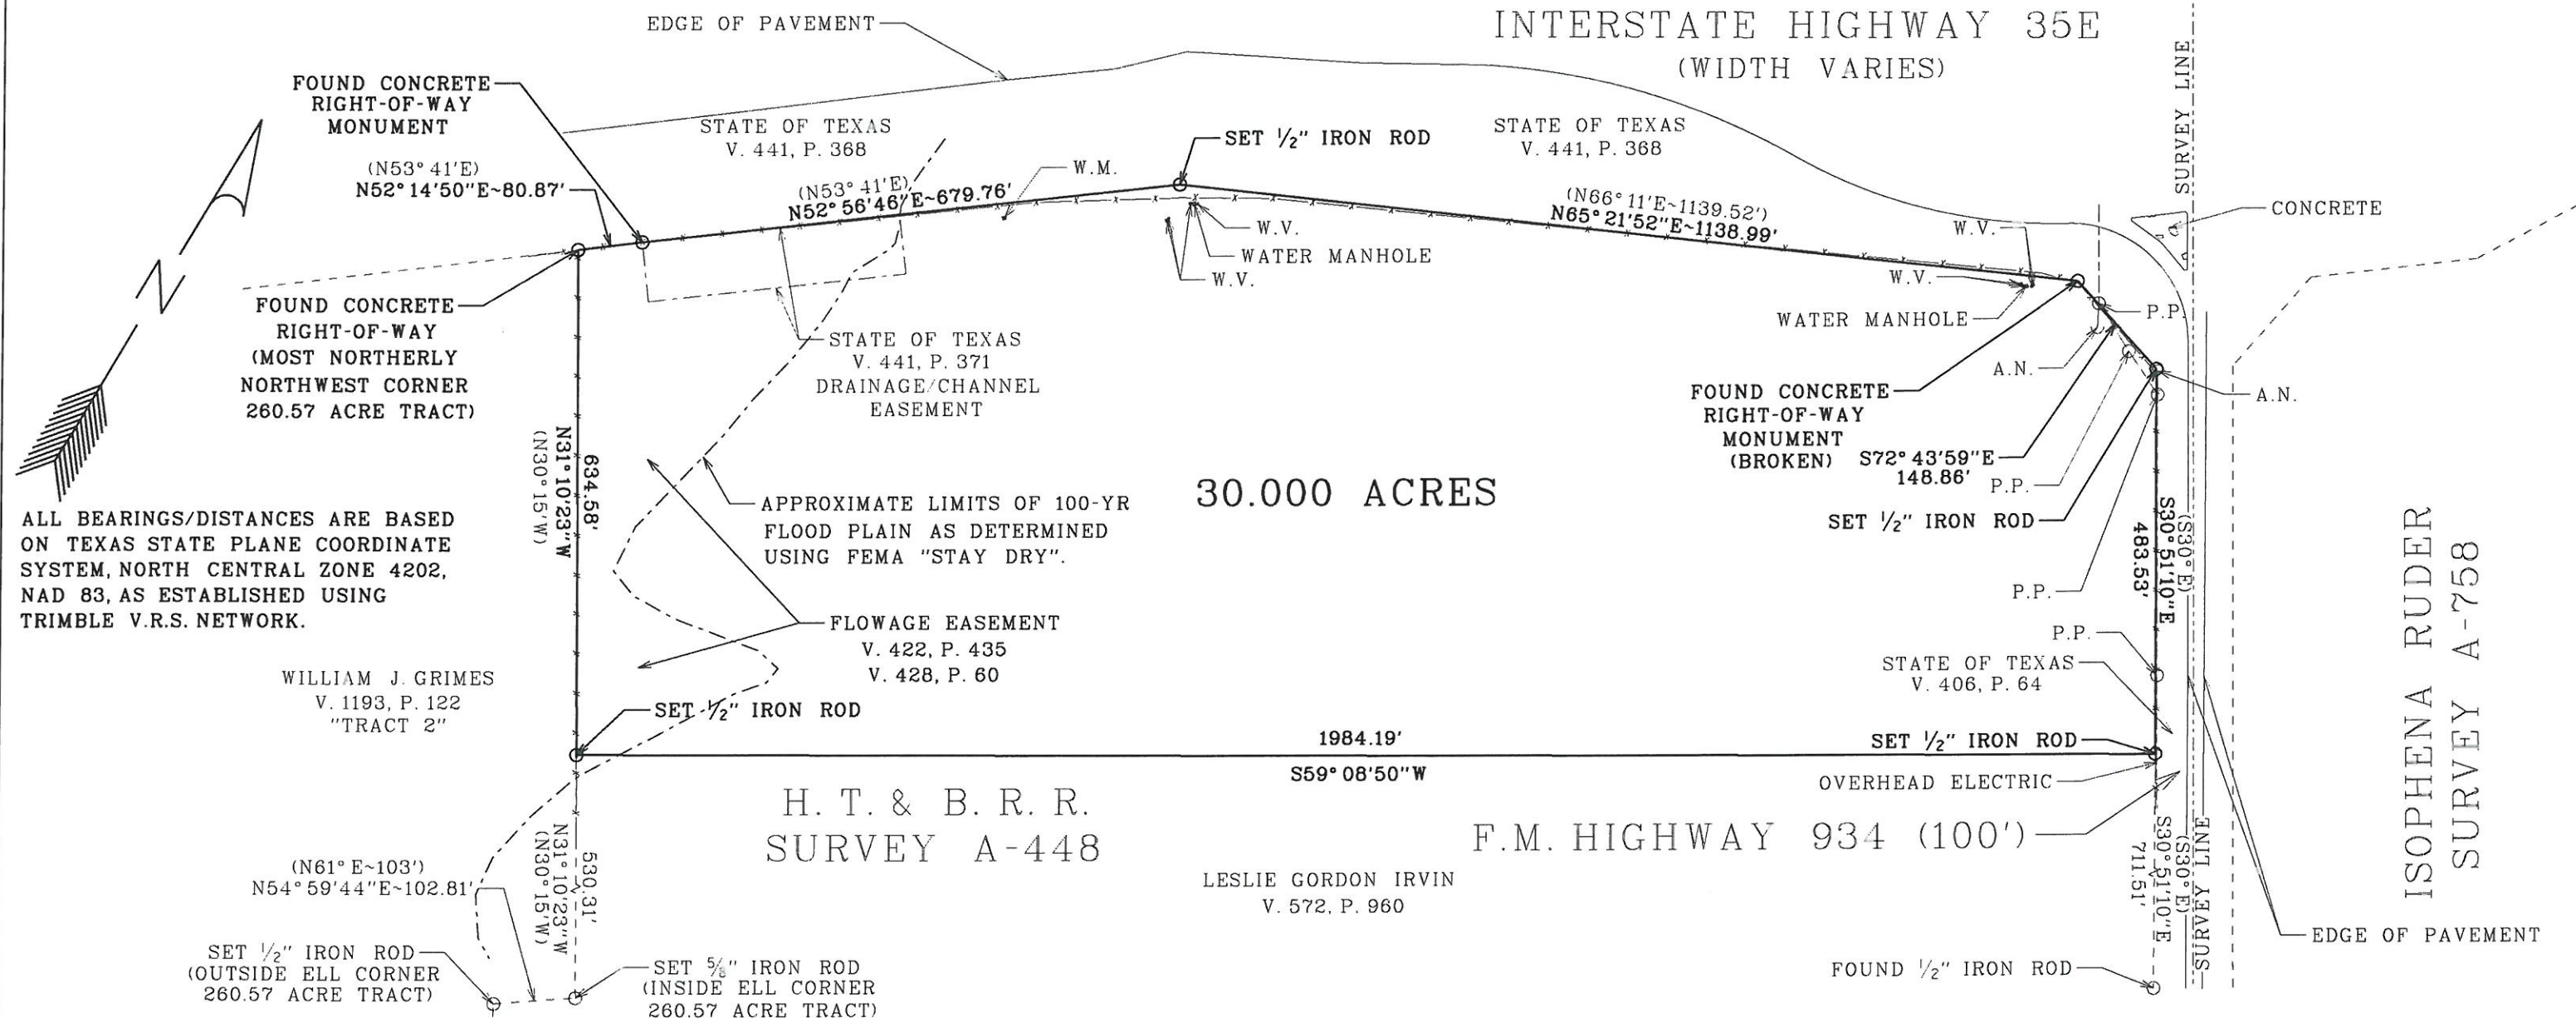 EDGE OF PAVEMENT
INTERSTATE HIGHWAY 35E
(WIDTH VARIES)
SURVEY LINE
FOUND CONCRETE
RIGHT-OF-WAY
MONUMENT
(N53°41'E)
N52°14'50"E~80.87'
STATE OF TEXAS
V. 441, P. 368
(N53°41'E)
N52°56'46"E~679.76'
W.M.
SET 1/2" IRON ROD
STATE OF TEXAS
V. 441, P. 368
(N66°11'E~1139.52')
N65°21'52"E~1138.99'
W.V.
WATER MANHOLE
W.V.
W.V.
W.V.
WATER MANHOLE
CONCRETE
P.P.
A.N.
A.N.
N
FOUND CONCRETE
RIGHT-OF-WAY
(MOST NORTHERLY
NORTHWEST CORNER
260.57 ACRE TRACT)
STATE OF TEXAS
V. 441, P. 371
DRAINAGE/CHANNEL
EASEMENT
FOUND CONCRETE
RIGHT-OF-WAY
MONUMENT
(BROKEN)
S72°43'59"E
148.86'
P.P.
SET 1/2" IRON ROD
634.58'
N31°10'23"W
(N30°15'W)
30.000 ACRES
APPROXIMATE LIMITS OF 100-YR
FLOOD PLAIN AS DETERMINED
USING FEMA "STAY DRY".
ALL BEARINGS/DISTANCES ARE BASED
ON TEXAS STATE PLANE COORDINATE
SYSTEM, NORTH CENTRAL ZONE 4202,
NAD 83, AS ESTABLISHED USING
TRIMBLE V.R.S. NETWORK.
(S30°E)
S30°51'10"E
483.53'
P.P.
P.P.
FLOWAGE EASEMENT
V. 422, P. 435
V. 428, P. 60
STATE OF TEXAS
V. 406, P. 64
ISOPHENA RUDER
SURVEY A-758
WILLIAM J. GRIMES
V. 1193, P. 122
"TRACT 2"
SET 1/2" IRON ROD
1984.19'
S59°08'50"W
SET 1/2" IRON ROD
OVERHEAD ELECTRIC
H. T. & B. R. R.
SURVEY A-448
F.M. HIGHWAY 934 (100')
LESLIE GORDON IRVIN
V. 572, P. 960
(N61°E~103')
N54°59'44"E~102.81'
530.31'
N31°10'23"W
(N30°15'W)
(S30°E)
S30°51'10"E
711.51'
SURVEY LINE
EDGE OF PAVEMENT
SET 1/2" IRON ROD
(OUTSIDE ELL CORNER
260.57 ACRE TRACT)
SET 5/8" IRON ROD
(INSIDE ELL CORNER
260.57 ACRE TRACT)
FOUND 1/2" IRON ROD